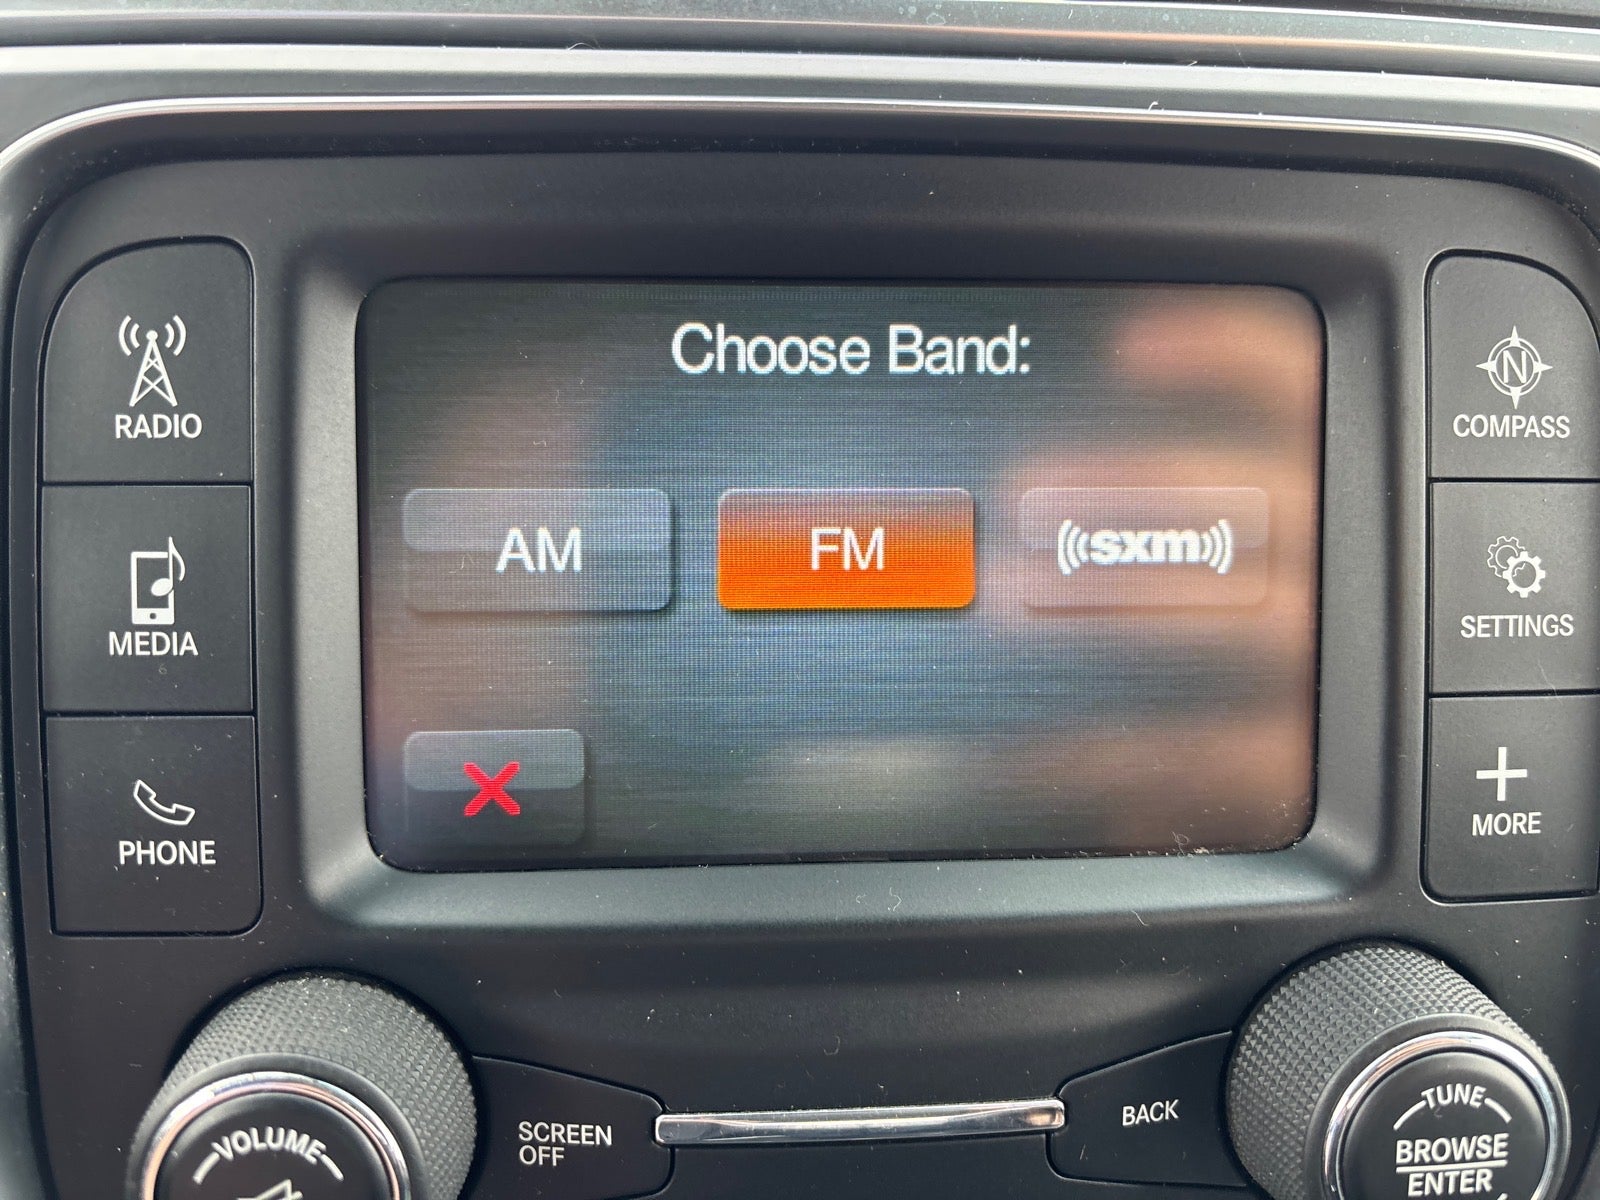 Choose Band:
RADIO
N
COMPASS
AM
FM
sxm
MEDIA
SETTINGS
PHONE
MORE
VOLUME
SCREEN
OFF
BACK
TUNE
BROWSE
ENTER